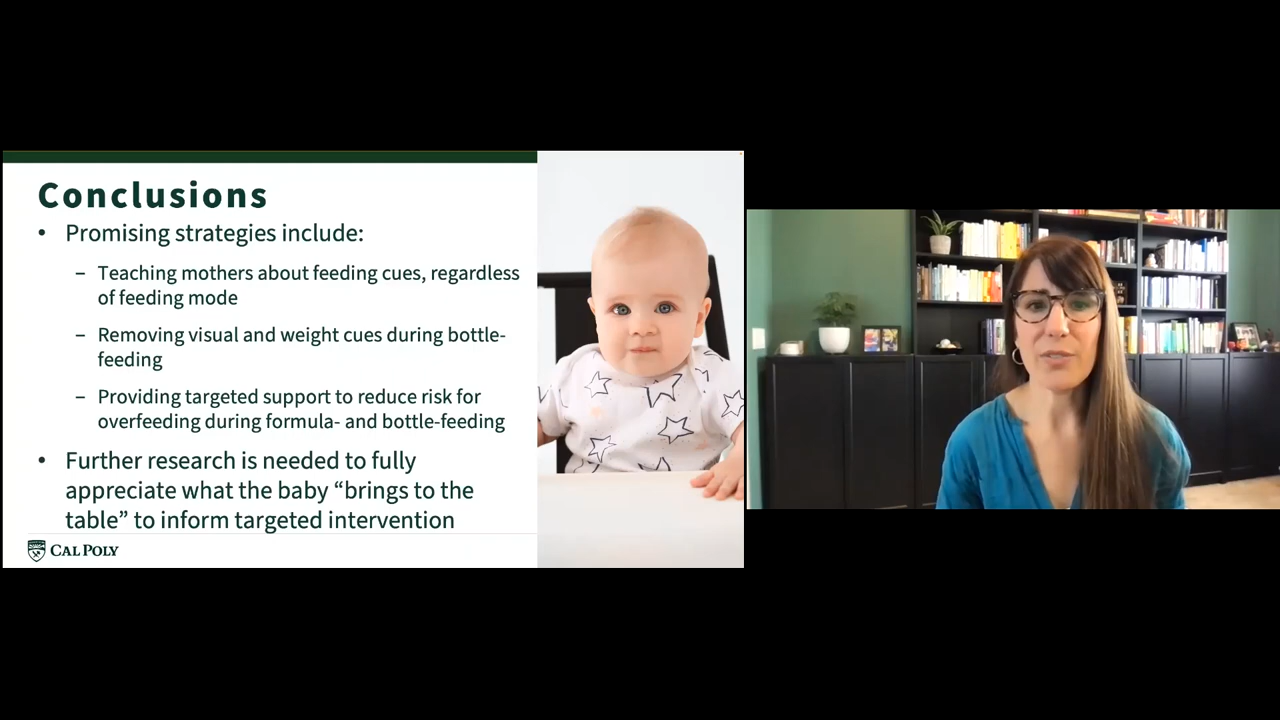 Conclusions
• Promising strategies include:
– Teaching mothers about feeding cues, regardless
of feeding mode
– Removing visual and weight cues during bottle-
feeding
– Providing targeted support to reduce risk for
overfeeding during formula- and bottle-feeding
• Further research is needed to fully
appreciate what the baby “brings to the
table” to inform targeted intervention
CAL POLY